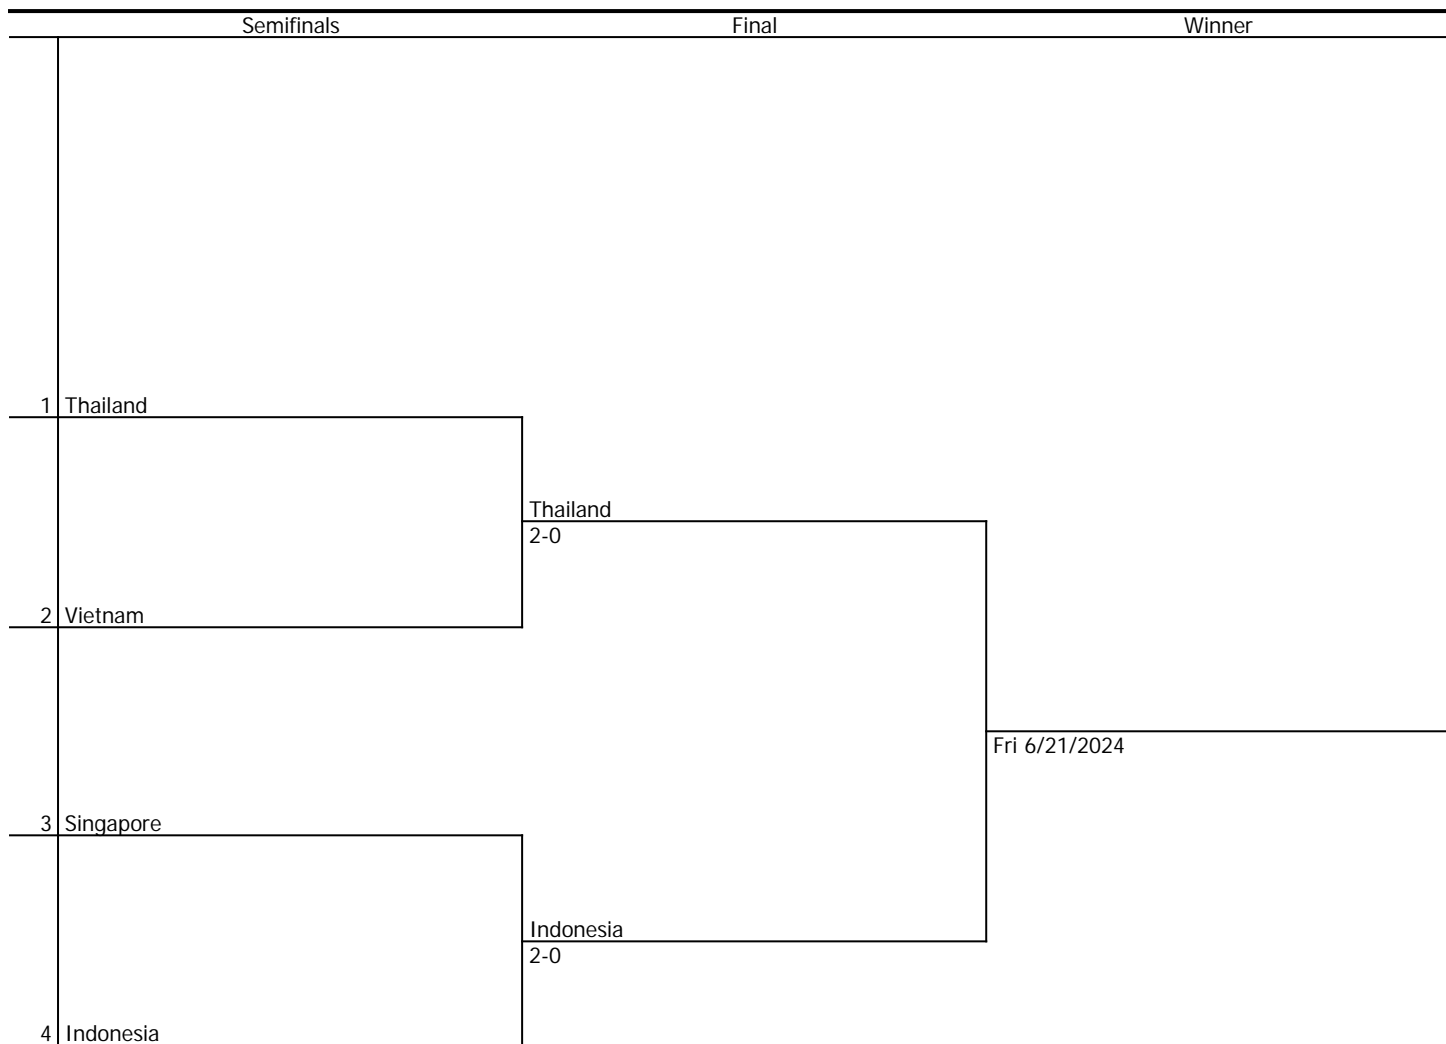 Semifinals Final Winner
1 Thailand
Thailand
2-0
2 Vietnam
Fri 6/21/2024
3 Singapore
Indonesia
2-0
4 Indonesia